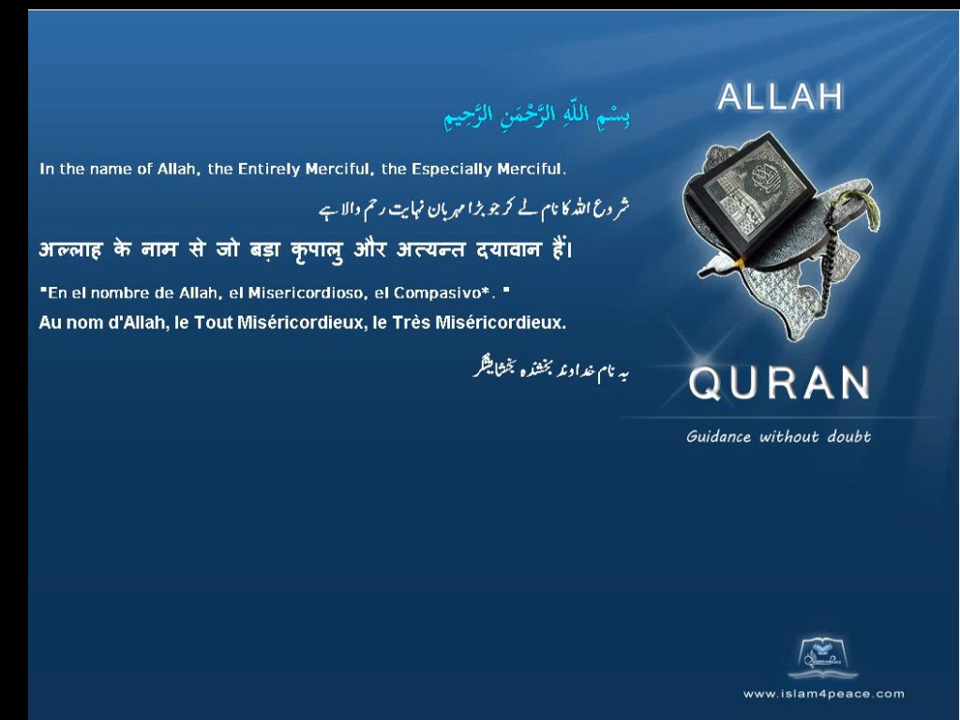 بِسْمِ اللَّهِ الرَّحْمَنِ الرَّحِيمِ
In the name of Allah, the Entirely Merciful, the Especially Merciful.
شروع اللہ کا نام لے کر جو بڑا مہربان نہایت رحم والا ہے
अल्लाह के नाम से जो बड़ा कृपालु और अत्यन्त दयावान हैं।
"En el nombre de Allah, el Misericordioso, el Compasivo*. "
Au nom d'Allah, le Tout Miséricordieux, le Très Miséricordieux.
به نام خداوند بخشنده بخشایشگر
ALLAH
QURAN
Guidance without doubt
www.islam4peace.com